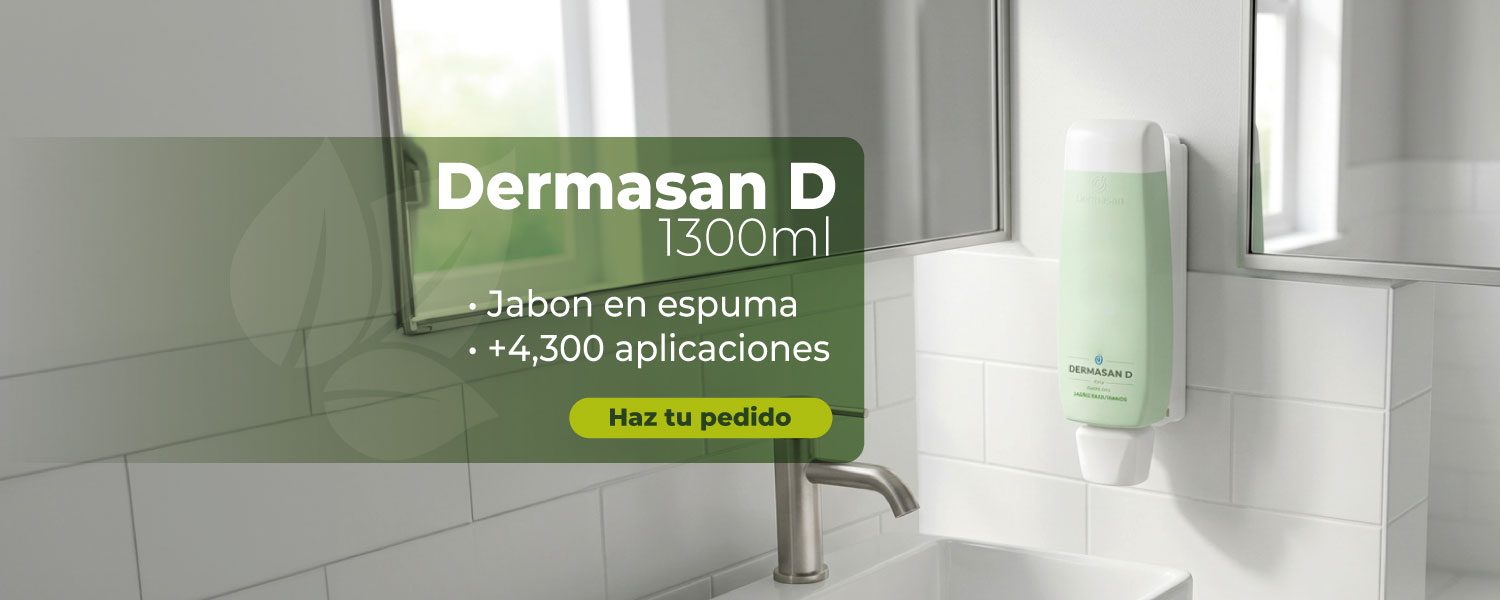 Dermasan D
1300ml
• Jabon en espuma
• +4,300 aplicaciones
Haz tu pedido
Dermasan
DERMASAN D